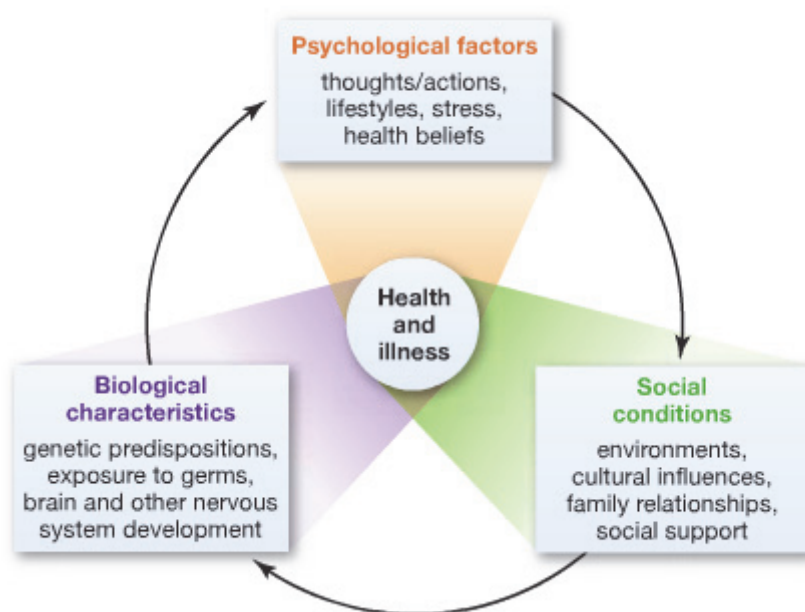 Psychological factors
thoughts/actions,
lifestyles, stress,
health beliefs
Health
and
illness
Biological
characteristics
genetic predispositions,
exposure to germs,
brain and other nervous
system development
Social
conditions
environments,
cultural influences,
family relationships,
social support